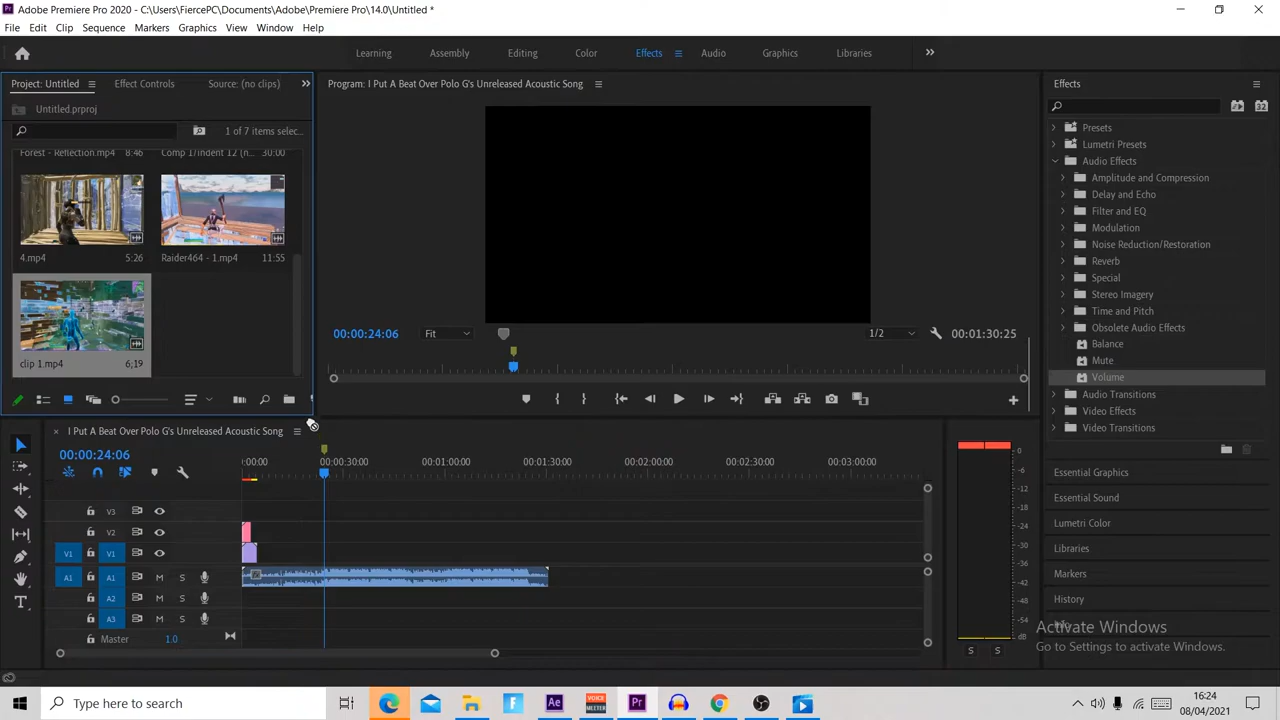 Adobe Premiere Pro 2020 - C:\Users\FiercePC\Documents\Adobe\Premiere Pro\14.0\Untitled *
File Edit Clip Sequence Markers Graphics View Window Help
Learning Assembly Editing Color Effects Audio Graphics Libraries
Project: Untitled Effect Controls Source: (no clips)
Program: I Put A Beat Over Polo G's Unreleased Acoustic Song
Effects
Untitled.prproj
1 of 7 items selec...
Forest - Reflection.mp4 8:46 Comp 1/indent 12 (n... 30:00
4.mp4 5:26 Raider464 - 1.mp4 11:55
clip 1.mp4 6;19
Presets
Lumetri Presets
Audio Effects
Amplitude and Compression
Delay and Echo
Filter and EQ
Modulation
Noise Reduction/Restoration
Reverb
Special
Stereo Imagery
Time and Pitch
Obsolete Audio Effects
Balance
Mute
Volume
Audio Transitions
Video Effects
Video Transitions
00:00:24:06 Fit 1/2 00:01:30:25
I Put A Beat Over Polo G's Unreleased Acoustic Song
00:00:24:06
:00:00 00:00:30:00 00:01:00:00 00:01:30:00 00:02:00:00 00:02:30:00 00:03:00:00
V3
V2
V1 V1
A1 A1 M S
A2 M S
A3 M S
Master 1.0
0
-6
-12
-18
-24
-30
-36
-42
-48
-54
dB
S S
Essential Graphics
Essential Sound
Lumetri Color
Libraries
Markers
History
Activate Windows
Go to Settings to activate Windows.
Type here to search
Ae
VOICE
MEETER
Pr
16:24
08/04/2021